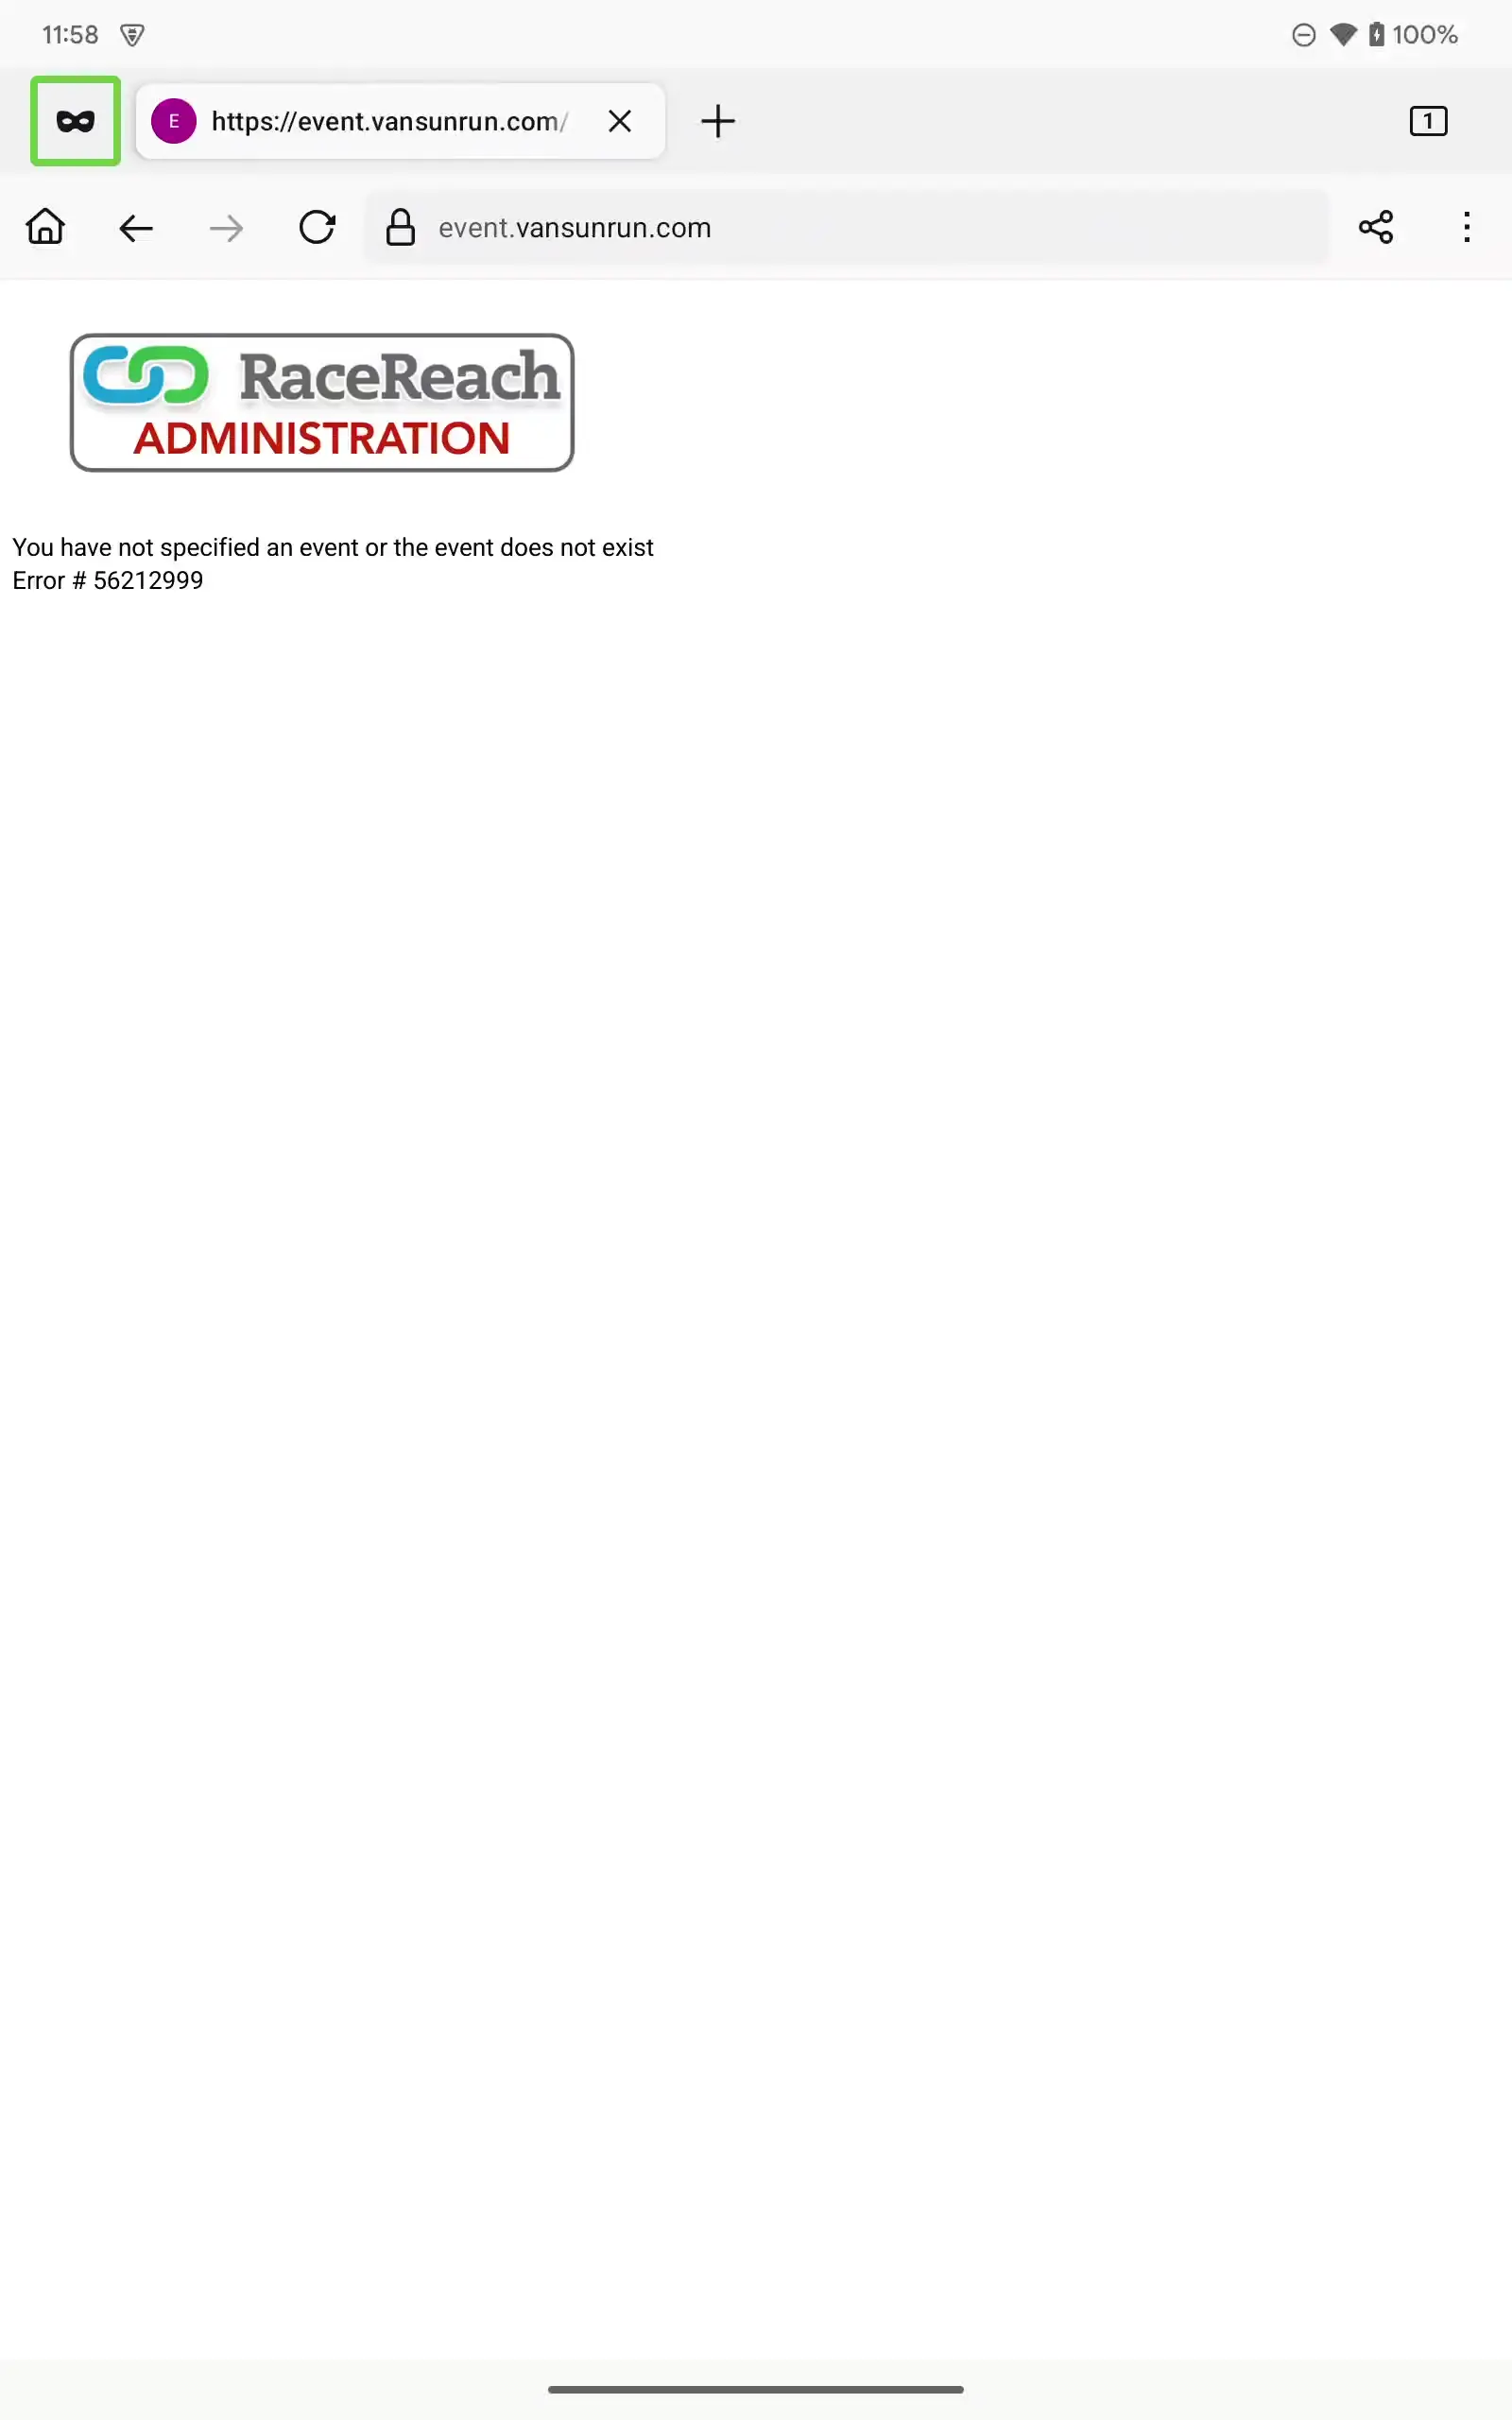 11:58
100%
E
https://event.vansunrun.com/
1
event.vansunrun.com
RaceReach
ADMINISTRATION
You have not specified an event or the event does not exist
Error # 56212999